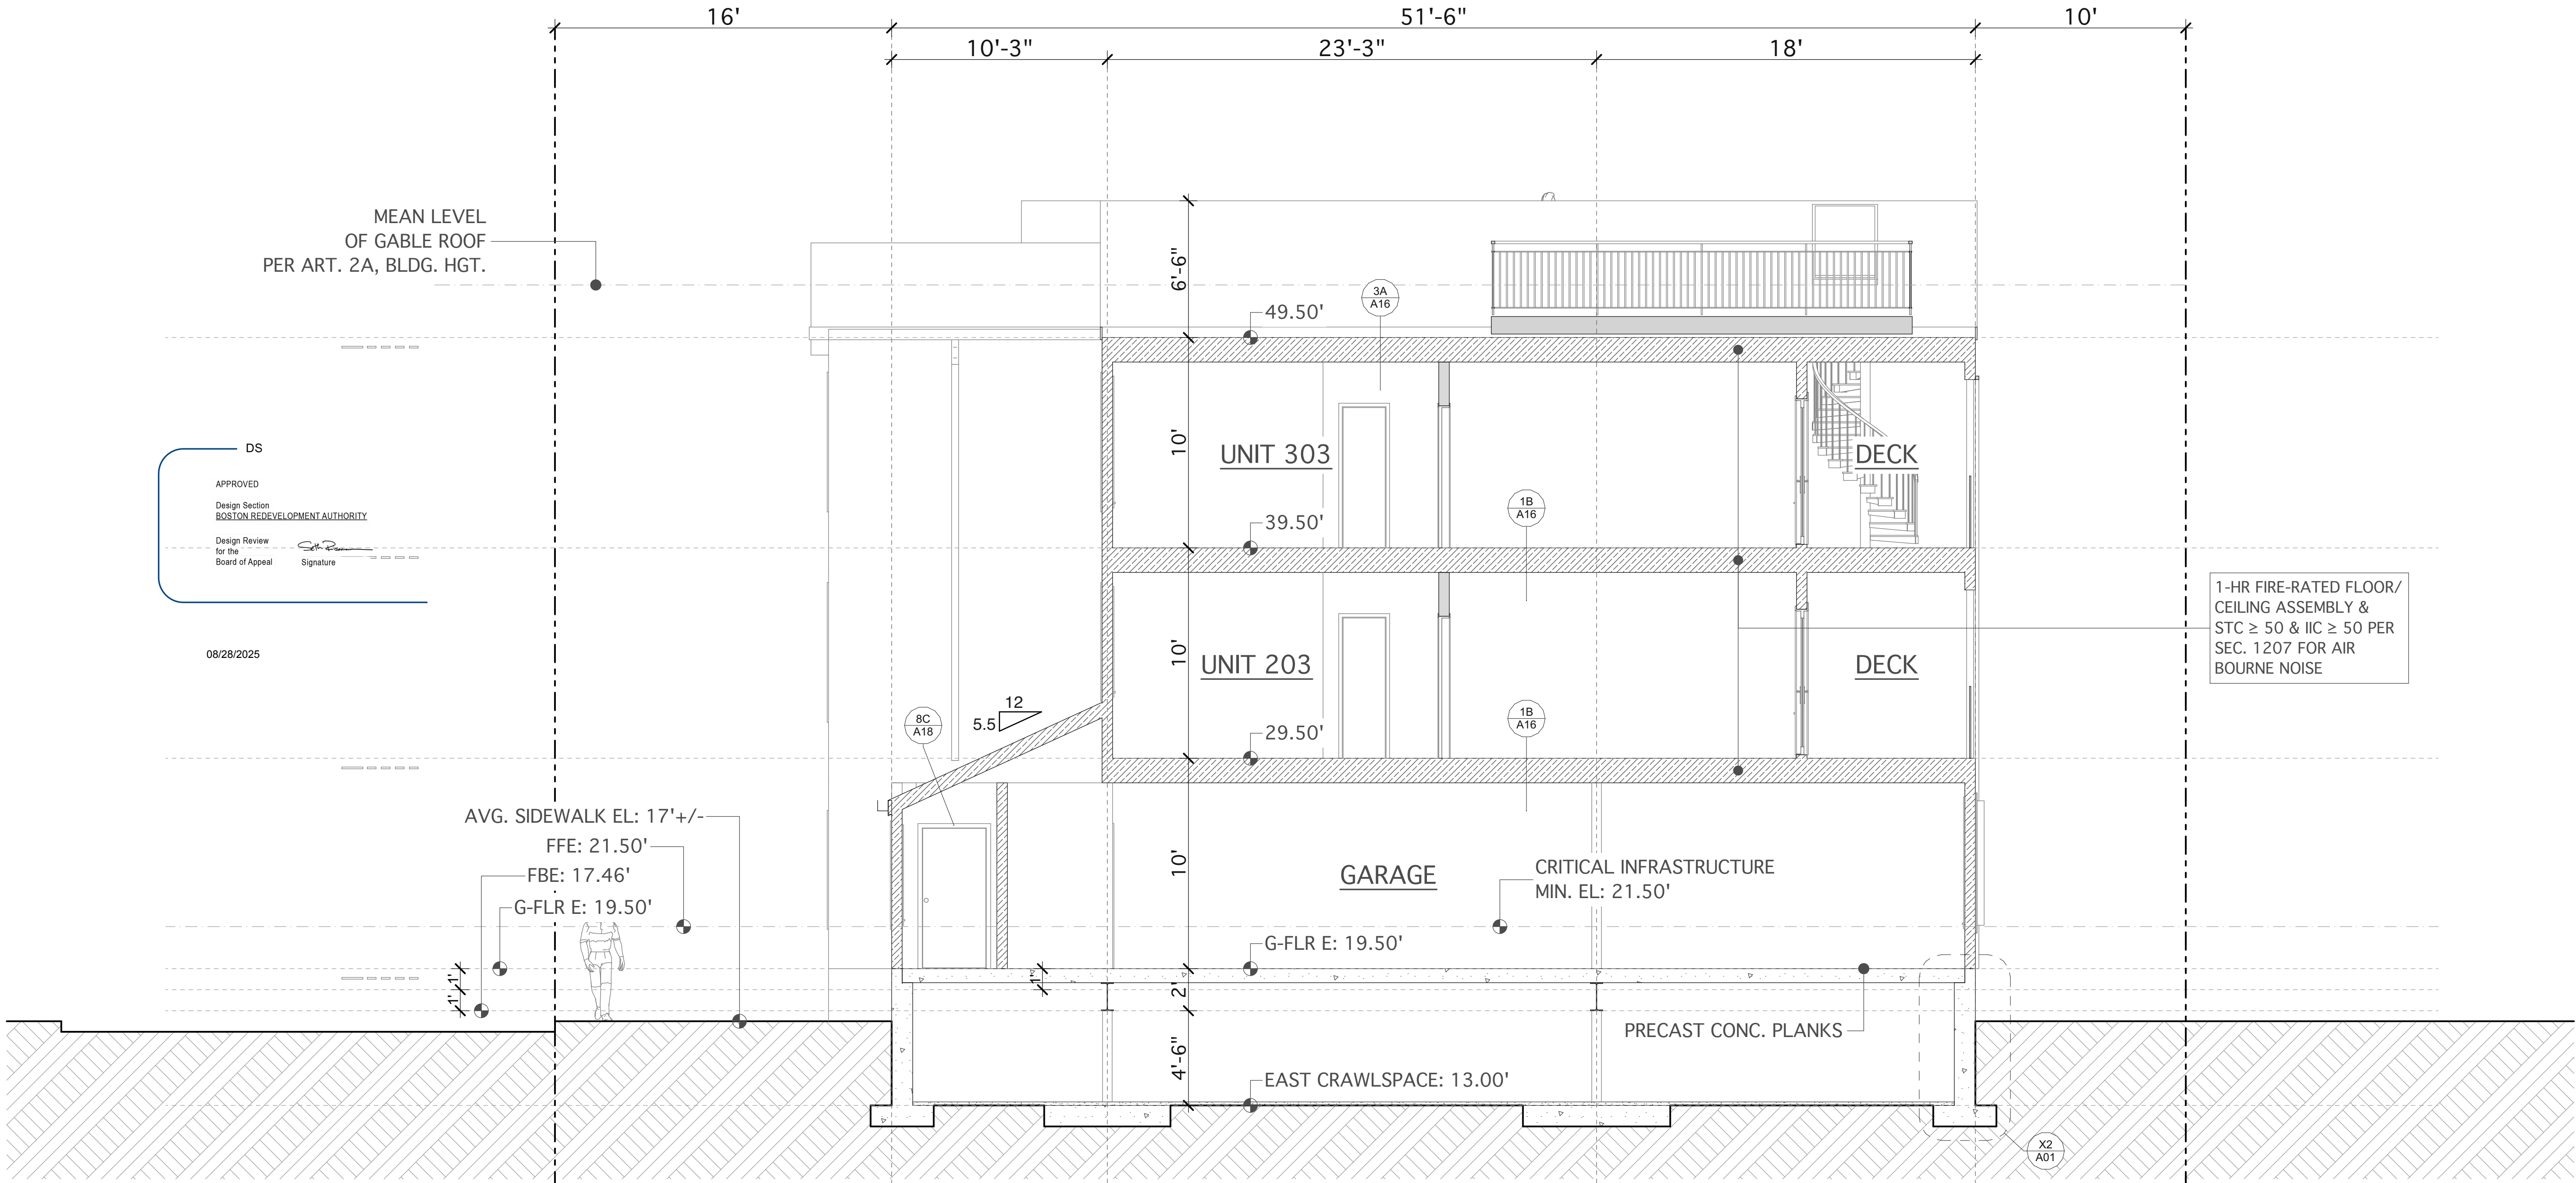 16'
51'-6"
10'
10'-3"
23'-3"
18'
MEAN LEVEL
OF GABLE ROOF
PER ART. 2A, BLDG. HGT.
6'-6"
3A
A16
49.50'
10'
UNIT 303
DECK
1B
A16
39.50'
DS
APPROVED
Design Section
BOSTON REDEVELOPMENT AUTHORITY
Design Review
for the
Board of Appeal
Signature
08/28/2025
1-HR FIRE-RATED FLOOR/
CEILING ASSEMBLY &
STC ≥ 50 & IIC ≥ 50 PER
SEC. 1207 FOR AIR
BOURNE NOISE
10'
UNIT 203
DECK
12
5.5
8C
A18
1B
A16
29.50'
AVG. SIDEWALK EL: 17'+/-
FFE: 21.50'
FBE: 17.46'
G-FLR E: 19.50'
10'
GARAGE
CRITICAL INFRASTRUCTURE
MIN. EL: 21.50'
G-FLR E: 19.50'
1'
1'
1'
2'
PRECAST CONC. PLANKS
4'-6"
EAST CRAWLSPACE: 13.00'
X2
A01